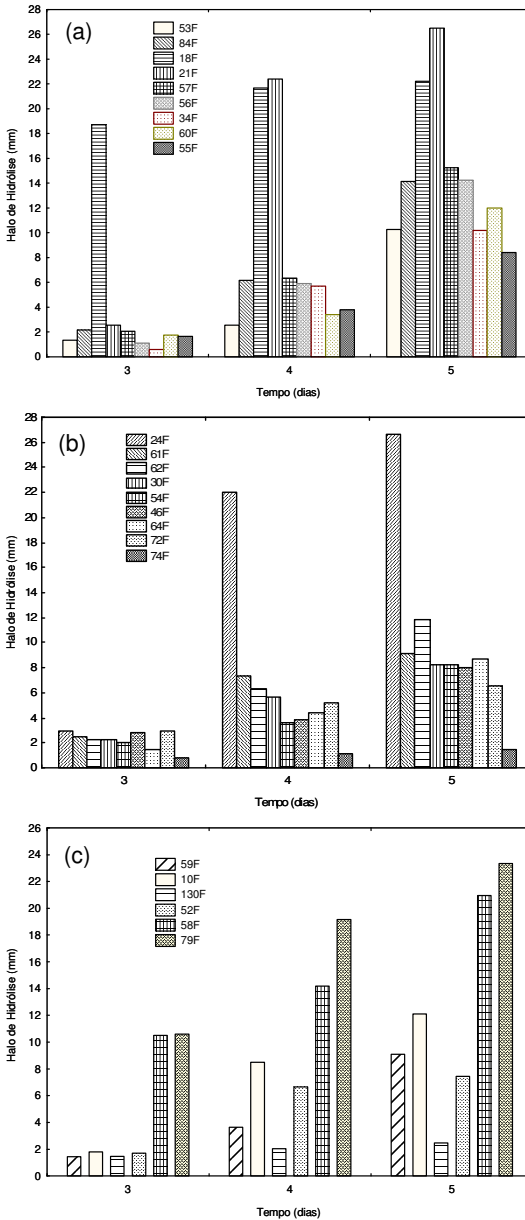 (a)
53F
84F
18F
21F
57F
56F
34F
60F
55F
Halo de Hidrólise (mm)
28
26
24
22
20
18
16
14
12
10
8
6
4
2
0
3 4 5
Tempo (dias)
(b)
24F
61F
62F
30F
54F
46F
64F
72F
74F
Halo de Hidrólise (mm)
28
26
24
22
20
18
16
14
12
10
8
6
4
2
0
3 4 5
Tempo (dias)
(c)
59F
10F
130F
52F
58F
79F
Halo de Hidrólise (mm)
26
24
22
20
18
16
14
12
10
8
6
4
2
0
3 4 5
Tempo (dias)